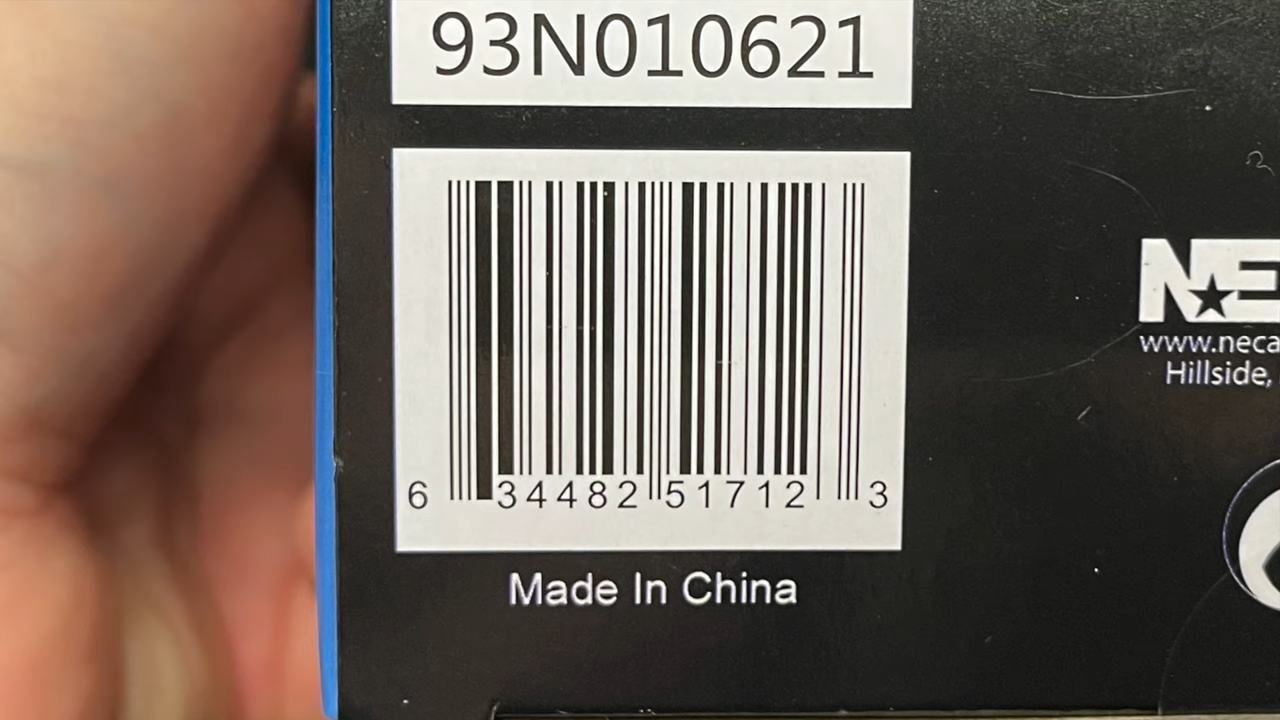 93N010621
6 34482 51712 3
Made In China
www.neca
Hillside,